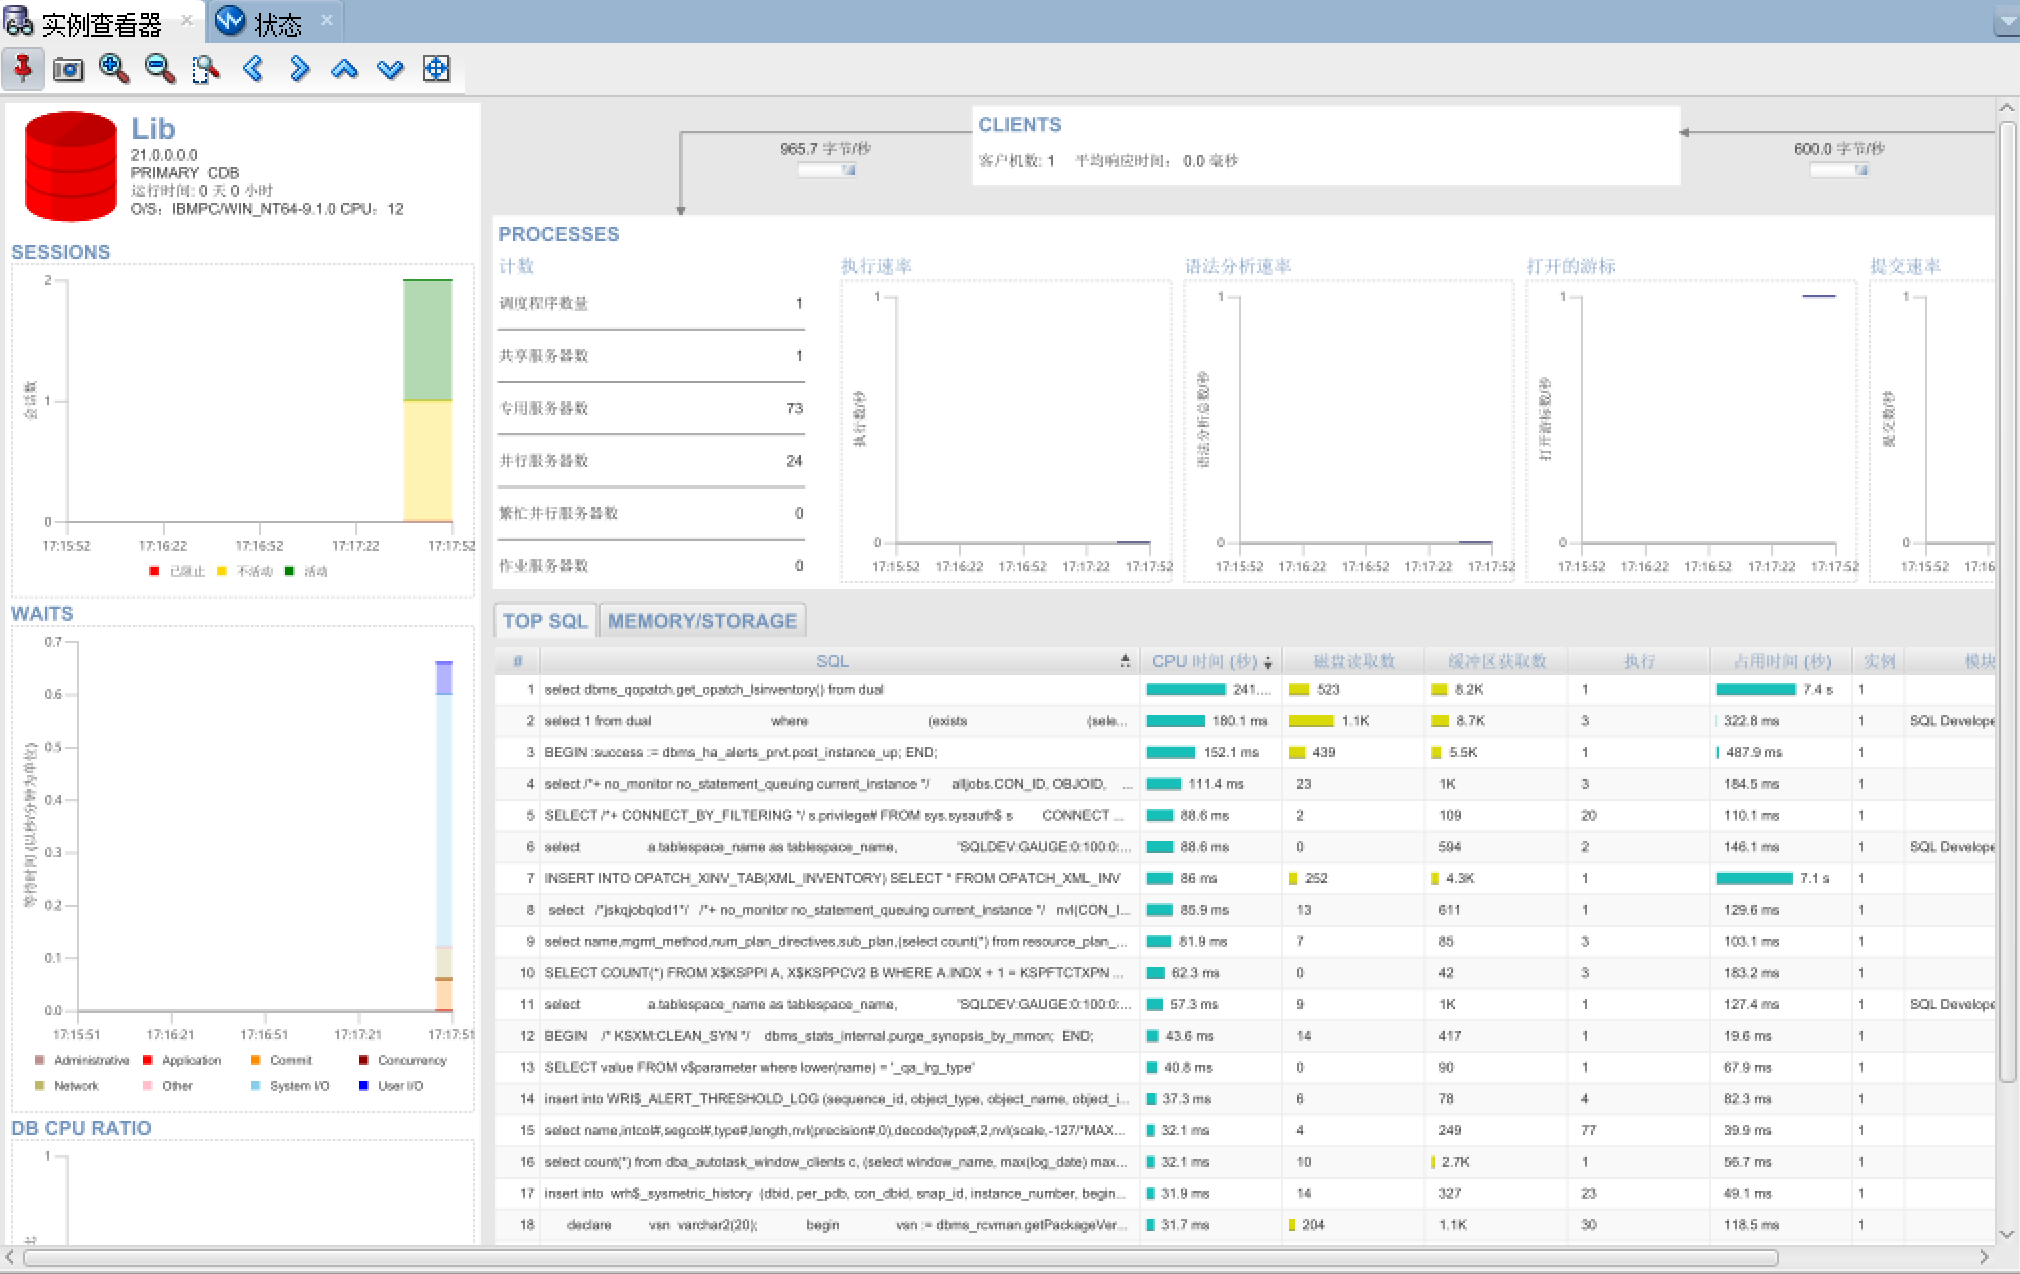 实例查看器
状态
Lib
21.0.0.0.0
PRIMARY CDB
运行时间: 0 天 0 小时
O/S: IBMPC/WIN_NT64-9.1.0 CPU: 12
965.7 字节/秒
CLIENTS
客户机数: 1 平均响应时间: 0.0 毫秒
600.0 字节/秒
SESSIONS
会话数
2
1
0
17:15:52 17:16:22 17:16:52 17:17:22 17:17:52
已阻止 不活动 活动
WAITS
等待时间 (以秒/分钟为单位)
0.7
0.6
0.5
0.4
0.3
0.2
0.1
0.0
17:15:51 17:16:21 17:16:51 17:17:21 17:17:51
Administrative Application Commit Concurrency
Network Other System I/O User I/O
DB CPU RATIO
1
PROCESSES
计数
调度程序数量 1
共享服务器数 1
专用服务器数 73
并行服务器数 24
繁忙并行服务器数 0
作业服务器数 0
执行速率
执行数/秒
1
0
17:15:52 17:16:22 17:16:52 17:17:22 17:17:52
语法分析速率
语法分析总数/秒
1
0
17:15:52 17:16:22 17:16:52 17:17:22 17:17:52
打开的游标
打开游标数/秒
1
0
17:15:52 17:16:22 17:16:52 17:17:22 17:17:52
提交速率
提交数/秒
1
0
17:15:52 17:16
TOP SQL MEMORY/STORAGE
# SQL CPU 时间 (秒) 磁盘读取数 缓冲区获取数 执行 占用时间 (秒) 实例 模块
1 select dbms_qopatch.get_opatch_lsinventory() from dual 241.... 523 8.2K 1 7.4 s 1
2 select 1 from dual where (exists (sele... 180.1 ms 1.1K 8.7K 3 322.8 ms 1 SQL Develope
3 BEGIN :success := dbms_ha_alerts_prvt.post_instance_up; END; 152.1 ms 439 5.5K 1 487.9 ms 1
4 select /*+ no_monitor no_statement_queuing current_instance */ alljobs.CON_ID, OBJOID, ... 111.4 ms 23 1K 3 184.5 ms 1
5 SELECT /*+ CONNECT_BY_FILTERING */ s.privilege# FROM sys.sysauth$ s CONNECT ... 88.6 ms 2 109 20 110.1 ms 1
6 select a.tablespace_name as tablespace_name, 'SQLDEV:GAUGE:0:100:0:... 88.6 ms 0 594 2 146.1 ms 1 SQL Develope
7 INSERT INTO OPATCH_XINV_TAB(XML_INVENTORY) SELECT * FROM OPATCH_XML_INV 86 ms 252 4.3K 1 7.1 s 1
8 select /*jskqjobqlod1*/ /*+ no_monitor no_statement_queuing current_instance */ nvl(CON_I... 85.9 ms 13 611 1 129.6 ms 1
9 select name,mgmt_method,num_plan_directives,sub_plan,(select count(*) from resource_plan_... 81.9 ms 7 85 3 103.1 ms 1
10 SELECT COUNT(*) FROM X$KSPPI A, X$KSPPCV2 B WHERE A.INDX + 1 = KSPFTCTXPN ... 62.3 ms 0 42 3 183.2 ms 1
11 select a.tablespace_name as tablespace_name, 'SQLDEV:GAUGE:0:100:0:... 57.3 ms 9 1K 1 127.4 ms 1 SQL Develope
12 BEGIN /* KSXM:CLEAN_SYN */ dbms_stats_internal.purge_synopsis_by_mmon; END; 43.6 ms 14 417 1 19.6 ms 1
13 SELECT value FROM v$parameter where lower(name) = '_qa_lrg_type' 40.8 ms 0 90 1 67.9 ms 1
14 insert into WRI$_ALERT_THRESHOLD_LOG (sequence_id, object_type, object_name, object_i... 37.3 ms 6 78 4 82.3 ms 1
15 select name,intcol#,segcol#,type#,length,nvl(precision#,0),decode(type#,2,nvl(scale,-127/*MAX... 32.1 ms 4 249 77 39.9 ms 1
16 select count(*) from dba_autotask_window_clients c, (select window_name, max(log_date) max... 32.1 ms 10 2.7K 1 56.7 ms 1
17 insert into wrh$_sysmetric_history (dbid, per_pdb, con_dbid, snap_id, instance_number, begin... 31.9 ms 14 327 23 49.1 ms 1
18 declare vsn varchar2(20); begin vsn := dbms_rcvman.getPackageVer... 31.7 ms 204 1.1K 30 118.5 ms 1